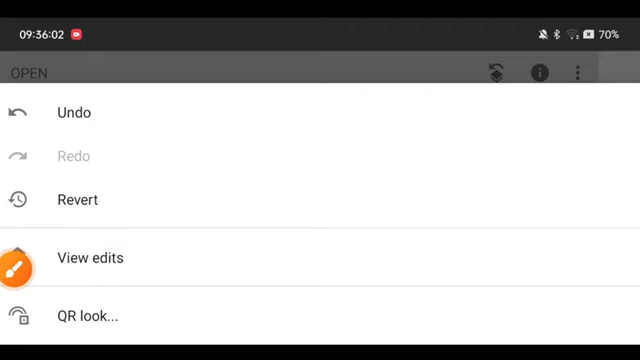 09:36:02
70%
OPEN
Undo
Redo
Revert
View edits
QR look...